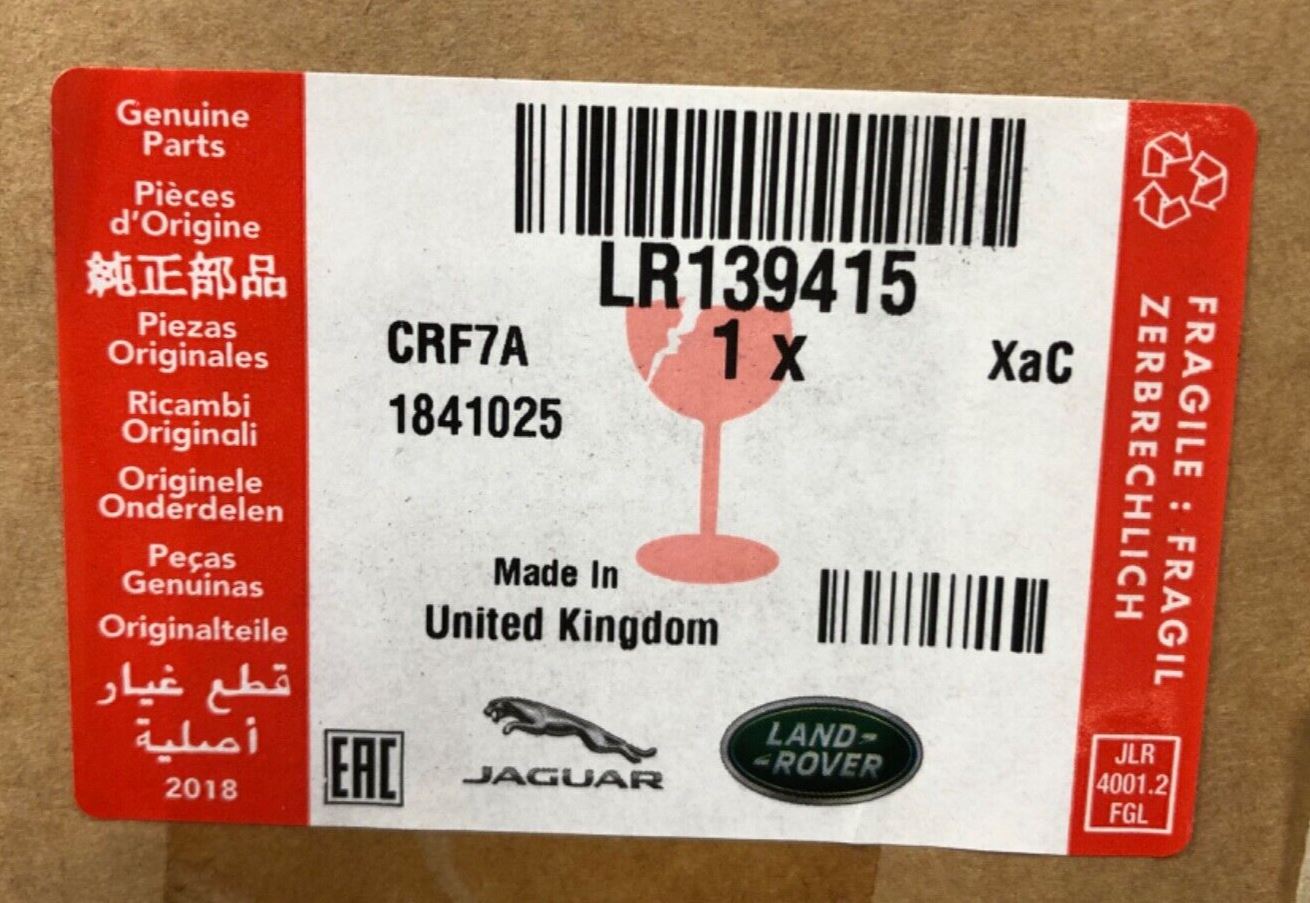 Genuine
Parts
Pièces
d'Origine
純正部品
Piezas
Originales
Ricambi
Originali
Originele
Onderdelen
Peças
Genuinas
Originalteile
قطع غيار
أصلية
2018
LR139415
CRF7A
1 x
XaC
1841025
Made In
United Kingdom
EAC
JAGUAR
LAND-
-ROVER
FRAGILE : FRAGIL
ZERBRECHLICH
JLR
4001.2
FGL